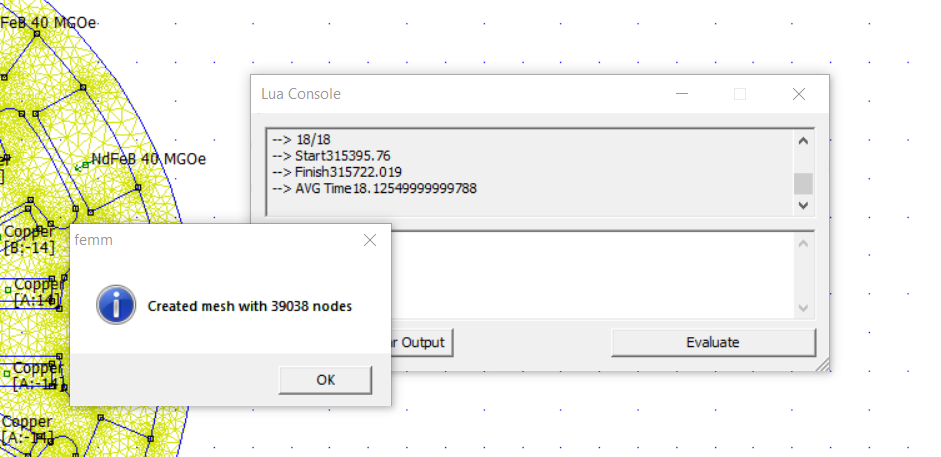 FeB 40 MGOe
NdFeB 40 MGOe
Copper
[B:-14]
Copper
[A:14]
Copper
[A:-14]
Copper
[A:-14]
Lua Console
--> 18/18
--> Start315395.76
--> Finish315722.019
--> AVG Time18.12549999999788
r Output
Evaluate
femm
Created mesh with 39038 nodes
OK